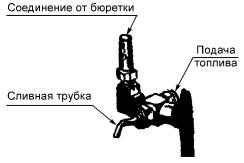 Соединение от бюретки
Подача
топлива
Сливная трубка